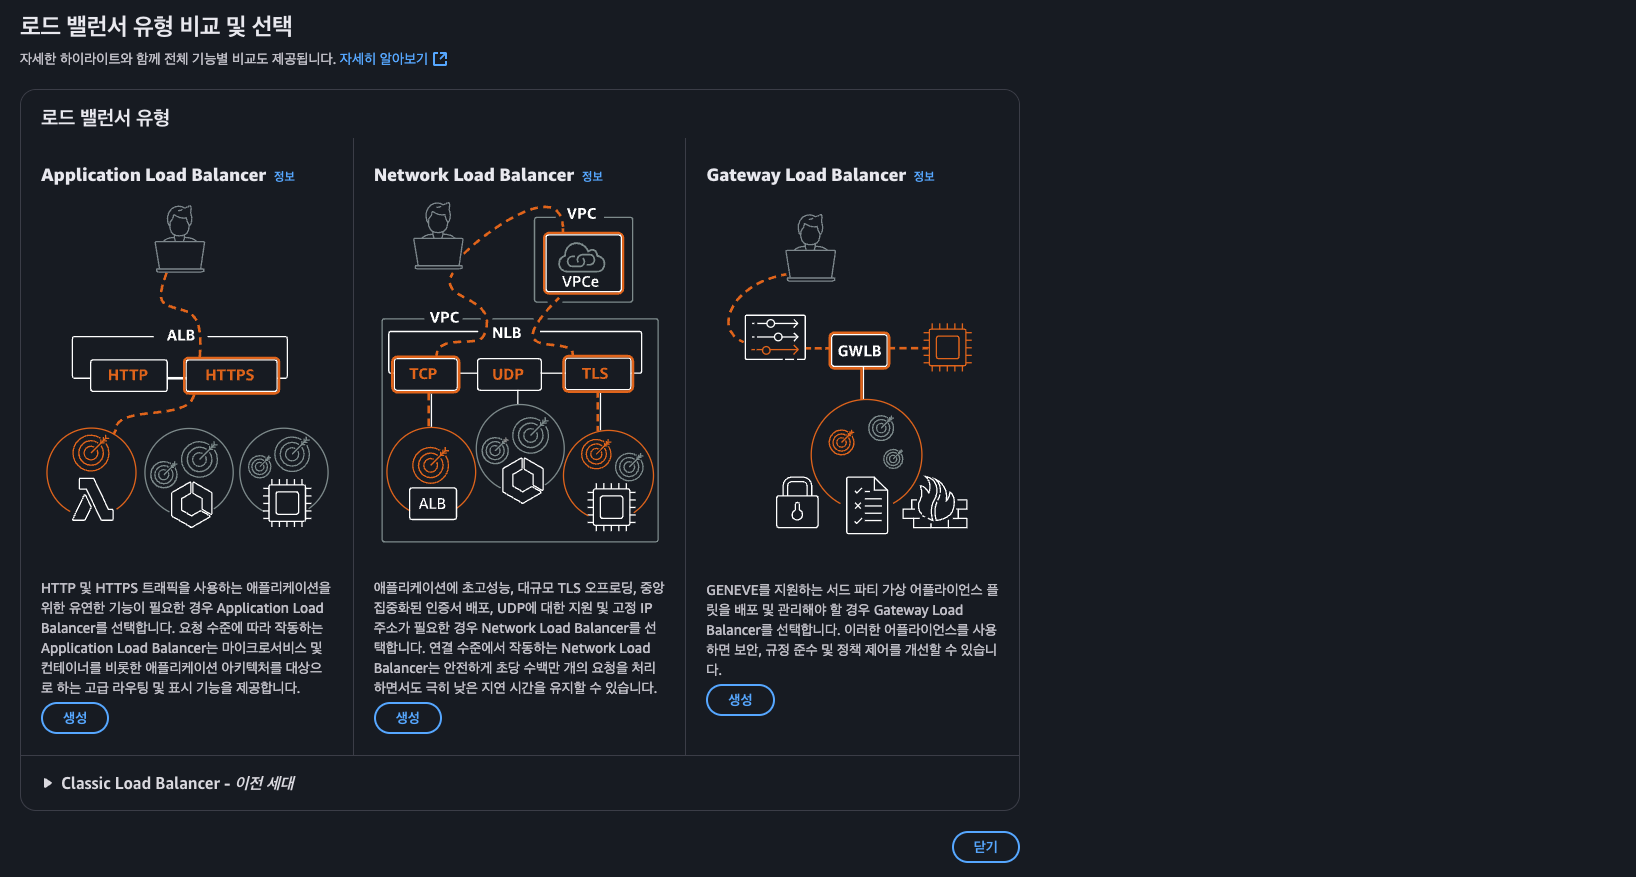 로드 밸런서 유형 비교 및 선택
자세한 하이라이트와 함께 전체 기능별 비교도 제공됩니다. 자세히 알아보기
로드 밸런서 유형
Application Load Balancer 정보
ALB
HTTP
HTTPS
HTTP 및 HTTPS 트래픽을 사용하는 애플리케이션을
위한 유연한 기능이 필요한 경우 Application Load
Balancer를 선택합니다. 요청 수준에 따라 작동하는
Application Load Balancer는 마이크로서비스 및
컨테이너를 비롯한 애플리케이션 아키텍처를 대상으
로 하는 고급 라우팅 및 표시 기능을 제공합니다.
생성
Network Load Balancer 정보
VPC
VPCe
VPC
NLB
TCP
UDP
TLS
ALB
애플리케이션에 초고성능, 대규모 TLS 오프로딩, 중앙
집중화된 인증서 배포, UDP에 대한 지원 및 고정 IP
주소가 필요한 경우 Network Load Balancer를 선
택합니다. 연결 수준에서 작동하는 Network Load
Balancer는 안전하게 초당 수백만 개의 요청을 처리
하면서도 극히 낮은 지연 시간을 유지할 수 있습니다.
생성
Gateway Load Balancer 정보
GWLB
GENEVE를 지원하는 서드 파티 가상 어플라이언스 플
릿을 배포 및 관리해야 할 경우 Gateway Load
Balancer를 선택합니다. 이러한 어플라이언스를 사용
하면 보안, 규정 준수 및 정책 제어를 개선할 수 있습니
다.
생성
Classic Load Balancer - 이전 세대
닫기